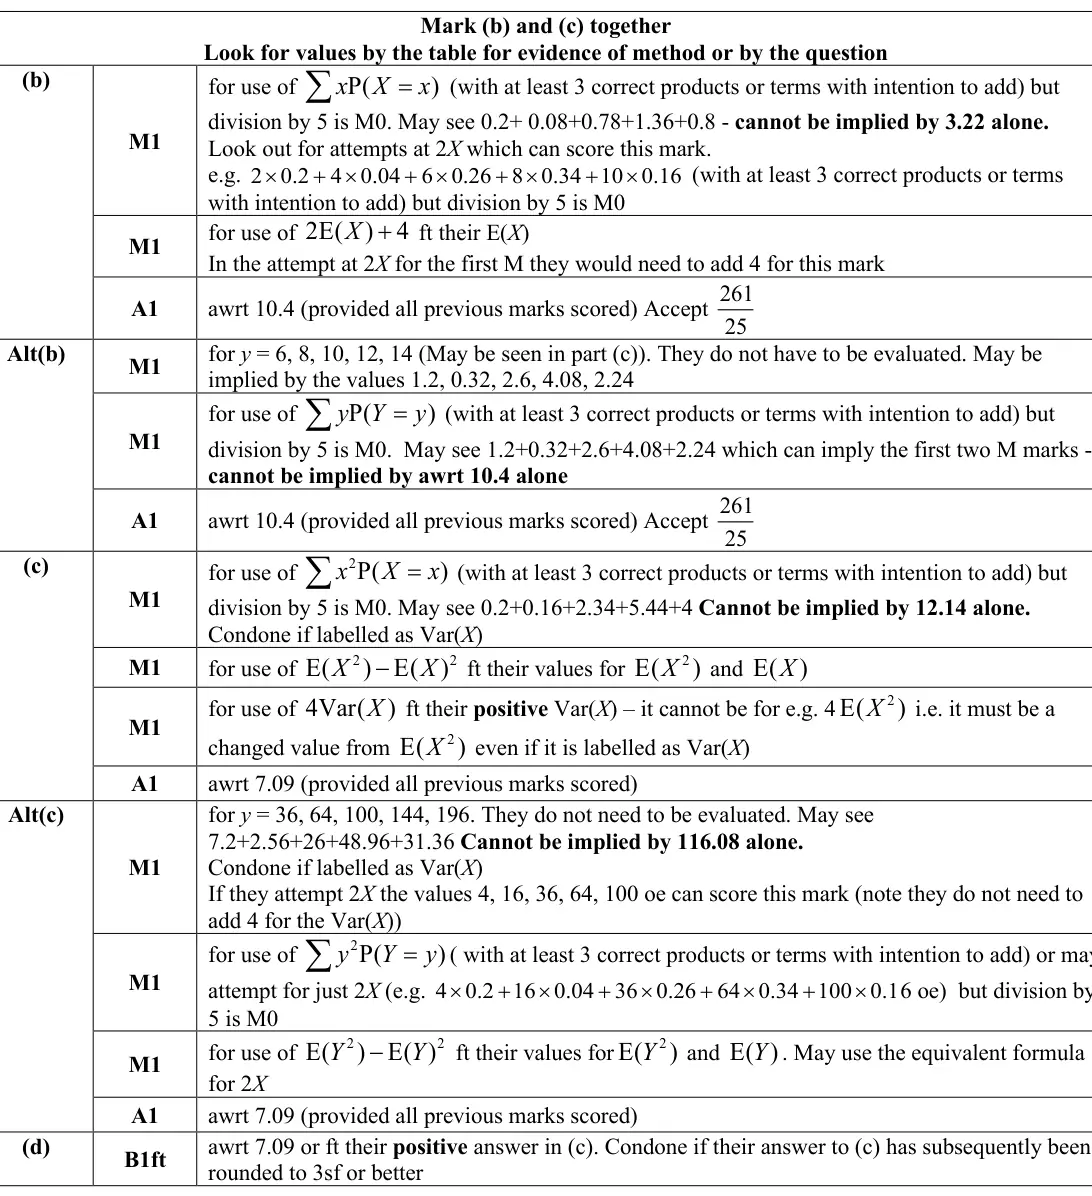 Mark (b) and (c) together
Look for values by the table for evidence of method or by the question
(b)
M1
for use of ∑xP(X = x) (with at least 3 correct products or terms with intention to add) but
division by 5 is M0. May see 0.2+ 0.08+0.78+1.36+0.8 - cannot be implied by 3.22 alone.
Look out for attempts at 2X which can score this mark.
e.g. 2×0.2+4×0.04+6×0.26+8×0.34+10×0.16 (with at least 3 correct products or terms
with intention to add) but division by 5 is M0
M1
for use of 2E(X)+4 ft their E(X)
In the attempt at 2X for the first M they would need to add 4 for this mark
A1
awrt 10.4 (provided all previous marks scored) Accept 261/25
Alt(b)
M1
for y = 6, 8, 10, 12, 14 (May be seen in part (c)). They do not have to be evaluated. May be
implied by the values 1.2, 0.32, 2.6, 4.08, 2.24
M1
for use of ∑yP(Y = y) (with at least 3 correct products or terms with intention to add) but
division by 5 is M0. May see 1.2+0.32+2.6+4.08+2.24 which can imply the first two M marks -
cannot be implied by awrt 10.4 alone
A1
awrt 10.4 (provided all previous marks scored) Accept 261/25
(c)
M1
for use of ∑x²P(X = x) (with at least 3 correct products or terms with intention to add) but
division by 5 is M0. May see 0.2+0.16+2.34+5.44+4 Cannot be implied by 12.14 alone.
Condone if labelled as Var(X)
M1
for use of E(X²)−E(X)² ft their values for E(X²) and E(X)
M1
for use of 4Var(X) ft their positive Var(X) – it cannot be for e.g. 4E(X²) i.e. it must be a
changed value from E(X²) even if it is labelled as Var(X)
A1
awrt 7.09 (provided all previous marks scored)
Alt(c)
M1
for y = 36, 64, 100, 144, 196. They do not need to be evaluated. May see
7.2+2.56+26+48.96+31.36 Cannot be implied by 116.08 alone.
Condone if labelled as Var(X)
If they attempt 2X the values 4, 16, 36, 64, 100 oe can score this mark (note they do not need to
add 4 for the Var(X))
M1
for use of ∑y²P(Y = y) ( with at least 3 correct products or terms with intention to add) or may
attempt for just 2X (e.g. 4×0.2+16×0.04+36×0.26+64×0.34+100×0.16 oe) but division by
5 is M0
M1
for use of E(Y²)−E(Y)² ft their values for E(Y²) and E(Y). May use the equivalent formula
for 2X
A1
awrt 7.09 (provided all previous marks scored)
(d)
B1ft
awrt 7.09 or ft their positive answer in (c). Condone if their answer to (c) has subsequently been
rounded to 3sf or better